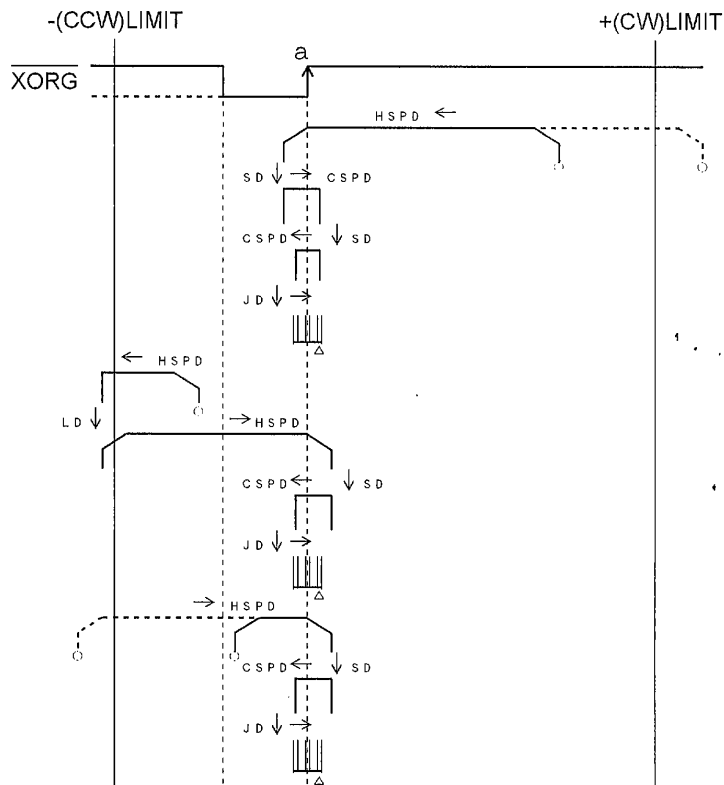 -(CCW)LIMIT
+(CW)LIMIT
a
XORG
HSPD
SD CSPD
CSPD SD
JD
HSPD
LD
HSPD
CSPD SD
JD
HSPD
CSPD SD
JD